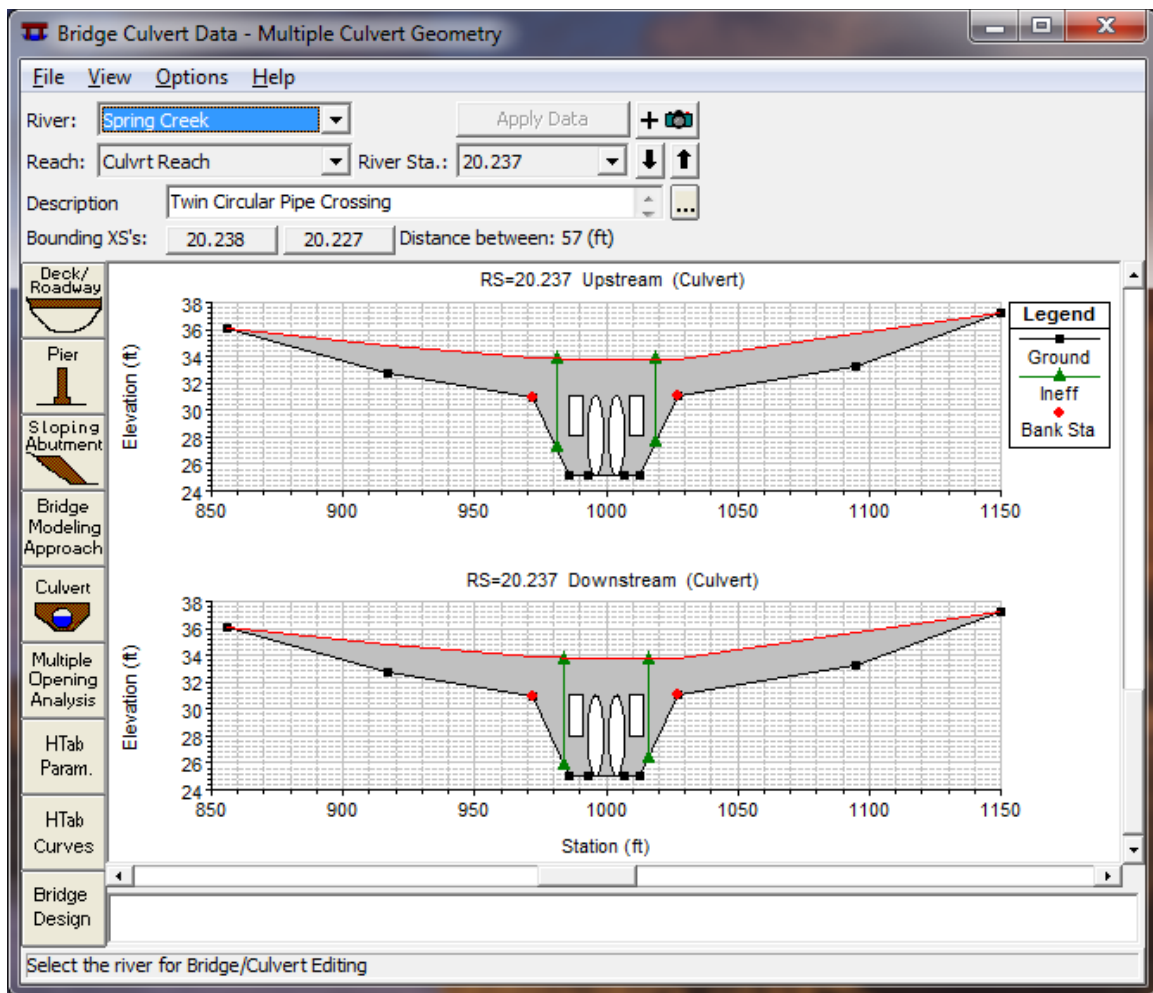 Bridge Culvert Data - Multiple Culvert Geometry
File View Options Help
River: Spring Creek Apply Data +
Reach: Culvrt Reach River Sta.: 20.237
Description Twin Circular Pipe Crossing ...
Bounding XS's: 20.238 20.227 Distance between: 57 (ft)
Deck/
Roadway
Pier
Sloping
Abutment
Bridge
Modeling
Approach
Culvert
Multiple
Opening
Analysis
HTab
Param.
HTab
Curves
Bridge
Design
RS=20.237 Upstream (Culvert)
Elevation (ft)
38
36
34
32
30
28
26
24
850 900 950 1000 1050 1100 1150
Legend
Ground
Ineff
Bank Sta
RS=20.237 Downstream (Culvert)
Elevation (ft)
38
36
34
32
30
28
26
24
850 900 950 1000 1050 1100 1150
Station (ft)
Select the river for Bridge/Culvert Editing